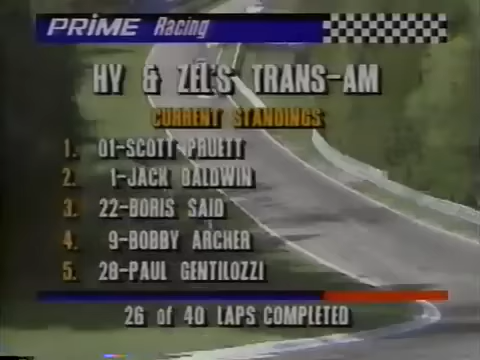 PRiME Racing
HY & ZEL'S TRANS-AM
CURRENT STANDINGS
1. 01-SCOTT PRUETT
2. 1-JACK BALDWIN
3. 22-BORIS SAID
4. 9-BOBBY ARCHER
5. 28-PAUL GENTILOZZI
26 of 40 LAPS COMPLETED